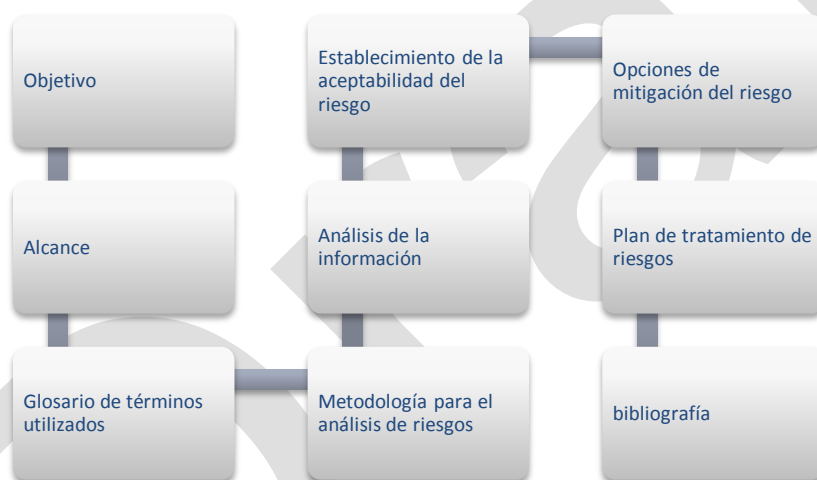 Objetivo
Alcance
Glosario de términos
utilizados
Metodología para el
análisis de riesgos
Análisis de la
información
Establecimiento de la
aceptabilidad del
riesgo
Opciones de
mitigación del riesgo
Plan de tratamiento de
riesgos
bibliografía